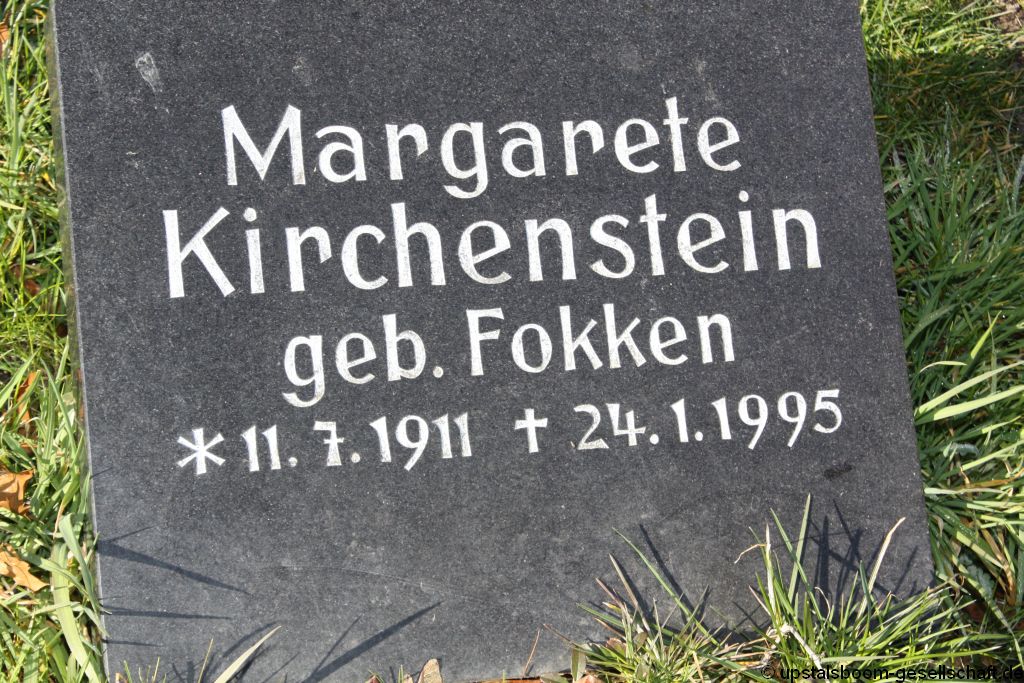 Margarete
Kirchenstein
geb. Fokken
*11.7.1911 †24.1.1995
© upstalsboom-gesellschaft.de